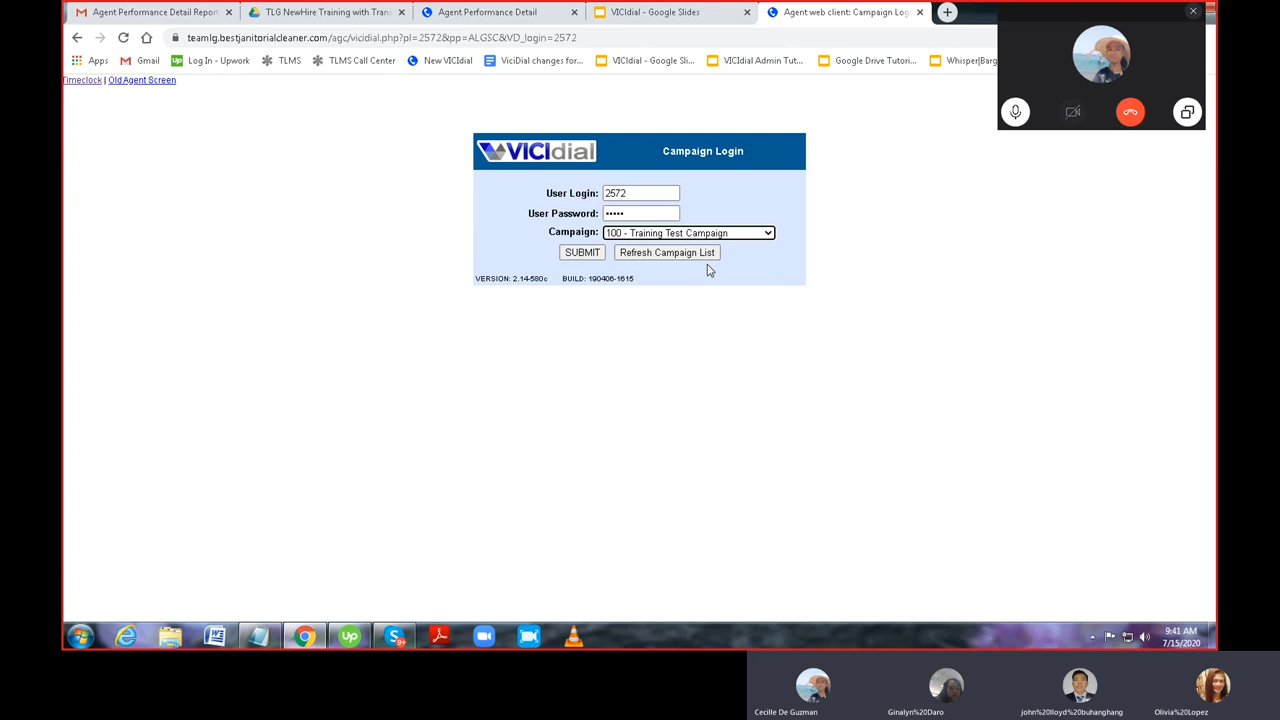 Agent Performance Detail Report
TLG NewHire Training with Trans
Agent Performance Detail
VICIdial - Google Slides
Agent web client: Campaign Log
teamlg.bestjanitorialcleaner.com/agc/vicidial.php?pl=2572&pp=ALGSC&VD_login=2572
Apps
Gmail
Log In - Upwork
TLMS
TLMS Call Center
New VICIdial
ViciDial changes for...
VICIdial - Google Sli...
VICIdial Admin Tut...
Google Drive Tutori...
Whisper|Barg
Timeclock | Old Agent Screen
VICIdial
Campaign Login
User Login: 2572
User Password: •••••
Campaign: 100 - Training Test Campaign
SUBMIT
Refresh Campaign List
VERSION: 2.14-580c BUILD: 190406-1615
Up
9+
9:41 AM
7/15/2020
Cecille De Guzman
Ginalyn%20Daro
john%20lloyd%20buhanghang
Olivia%20Lopez